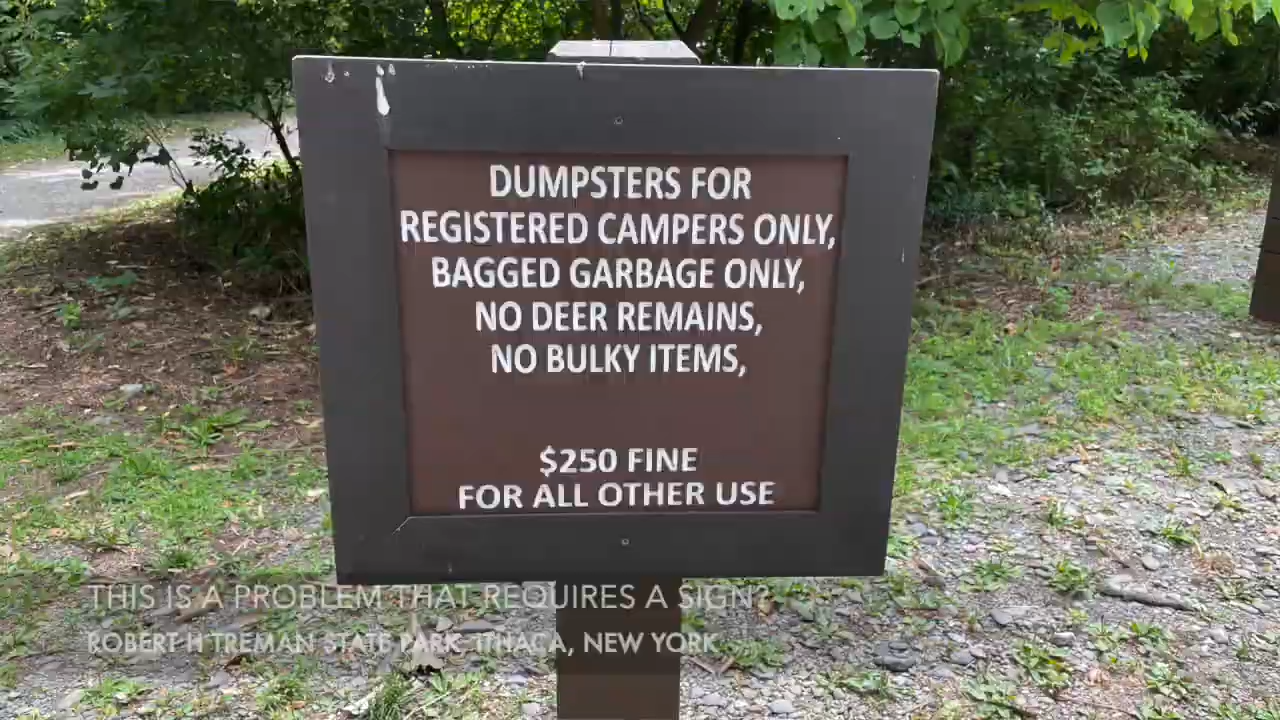 DUMPSTERS FOR
REGISTERED CAMPERS ONLY,
BAGGED GARBAGE ONLY,
NO DEER REMAINS,
NO BULKY ITEMS,
$250 FINE
FOR ALL OTHER USE
THIS IS A PROBLEM THAT REQUIRES A SIGN?
ROBERT H TREMAN STATE PARK, ITHACA, NEW YORK